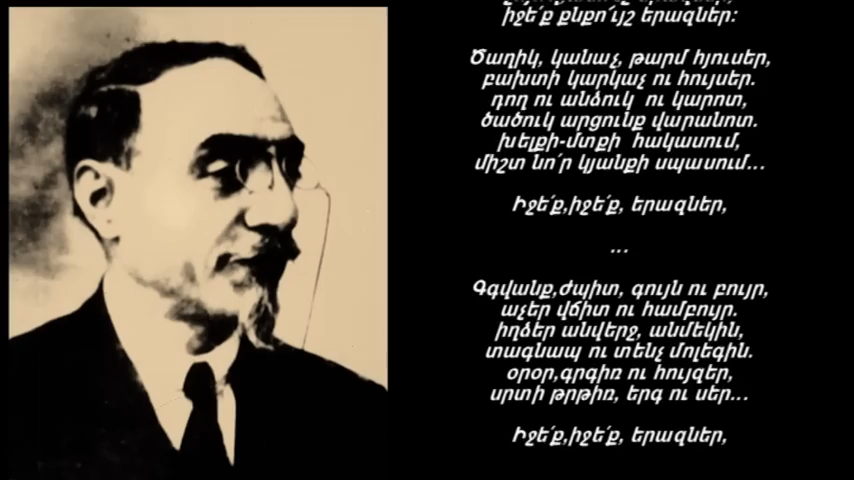 իջե՛ք քնքո՜ւյշ երազներ:
Ծաղիկ, կանաչ, թարմ հյուսեր,
բախտի կարկաչ ու հույսեր.
դող ու անձուկ ու կարոտ,
ծածուկ արցունք վարանոտ.
խելքի-մտքի հակասում,
միշտ նո՛ր կյանքի սպասում...
Իջե՛ք,իջե՛ք, երազներ,
...
Գգվանք,ժպիտ, գույն ու բույր,
աչեր վճիտ ու համբույր.
իղձեր անվերջ, անմեկին,
տագնապ ու տենչ մոլեգին.
օրօր,գրգիռ ու հույզեր,
սրտի թրթիռ, երգ ու սեր...
Իջե՛ք,իջե՛ք, երազներ,